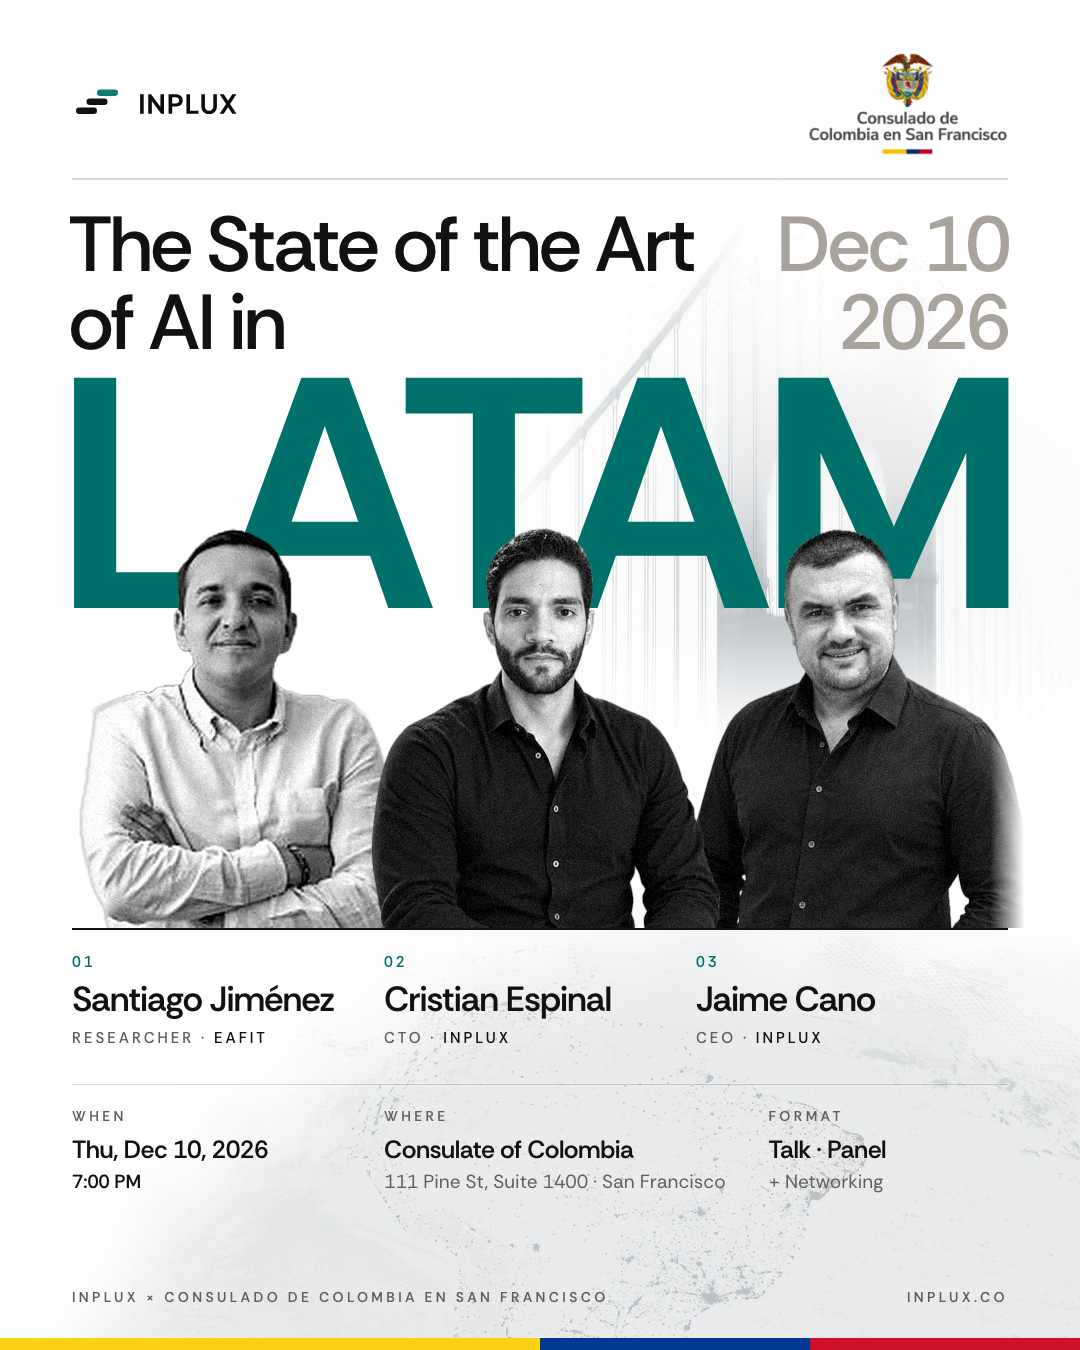 INPLUX
Consulado de
Colombia en San Francisco
The State of the Art
of AI in
Dec 10
2026
LATAM
01
Santiago Jiménez
RESEARCHER · EAFIT
02
Cristian Espinal
CTO · INPLUX
03
Jaime Cano
CEO · INPLUX
WHEN
Thu, Dec 10, 2026
7:00 PM
WHERE
Consulate of Colombia
111 Pine St, Suite 1400 · San Francisco
FORMAT
Talk · Panel
+ Networking
INPLUX × CONSULADO DE COLOMBIA EN SAN FRANCISCO
INPLUX.CO